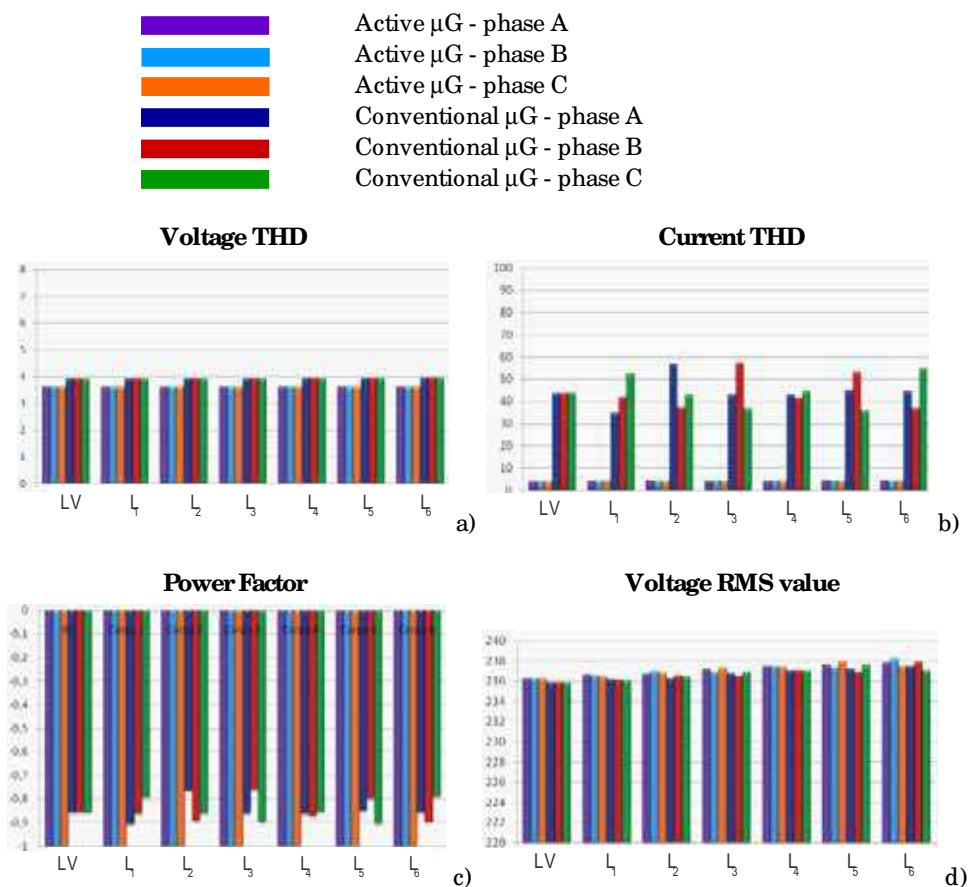 Active µG - phase A
Active µG - phase B
Active µG - phase C
Conventional µG - phase A
Conventional µG - phase B
Conventional µG - phase C
Voltage THD
8
7
6
5
4
3
2
1
0
LV L1 L2 L3 L4 L5 L6
a)
Current THD
100
90
80
70
60
50
40
30
20
10
0
LV L1 L2 L3 L4 L5 L6
b)
Power Factor
0
-0,1
-0,2
-0,3
-0,4
-0,5
-0,6
-0,7
-0,8
-0,9
-1
LV L1 L2 L3 L4 L5 L6
c)
Voltage RMS value
240
238
236
234
232
230
228
226
224
222
220
LV L1 L2 L3 L4 L5 L6
d)